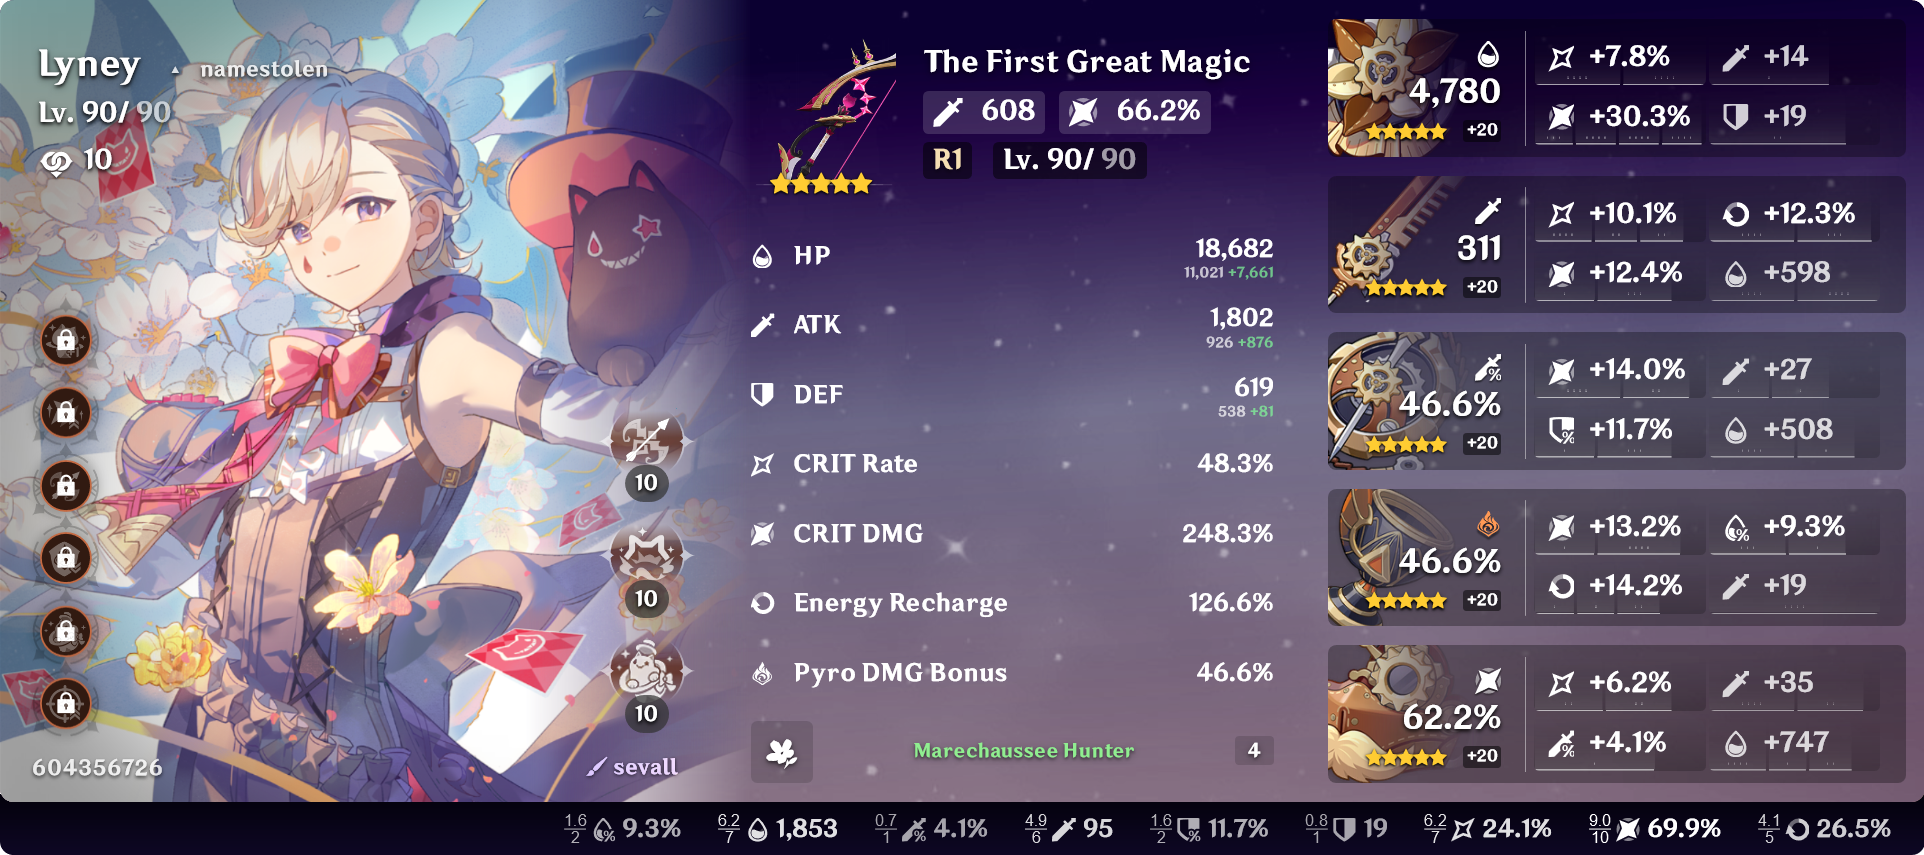 Lyney ▲ namestolen
Lv. 90/ 90
10
10
10
10
604356726
sevall
The First Great Magic
608 66.2%
R1 Lv. 90/ 90
HP 18,682
11,021 +7,661
ATK 1,802
926 +876
DEF 619
538 +81
CRIT Rate 48.3%
CRIT DMG 248.3%
Energy Recharge 126.6%
Pyro DMG Bonus 46.6%
Marechaussee Hunter 4
4,780
+20
+7.8% +14
+30.3% +19
311
+20
+10.1% +12.3%
+12.4% +598
46.6%
+20
+14.0% +27
+11.7% +508
46.6%
+20
+13.2% +9.3%
+14.2% +19
62.2%
+20
+6.2% +35
+4.1% +747
1.6/2 9.3% 6.2/7 1,853 0.7/1 4.1% 4.9/6 95 1.6/2 11.7% 0.8/1 19 6.2/7 24.1% 9.0/10 69.9% 4.1/5 26.5%